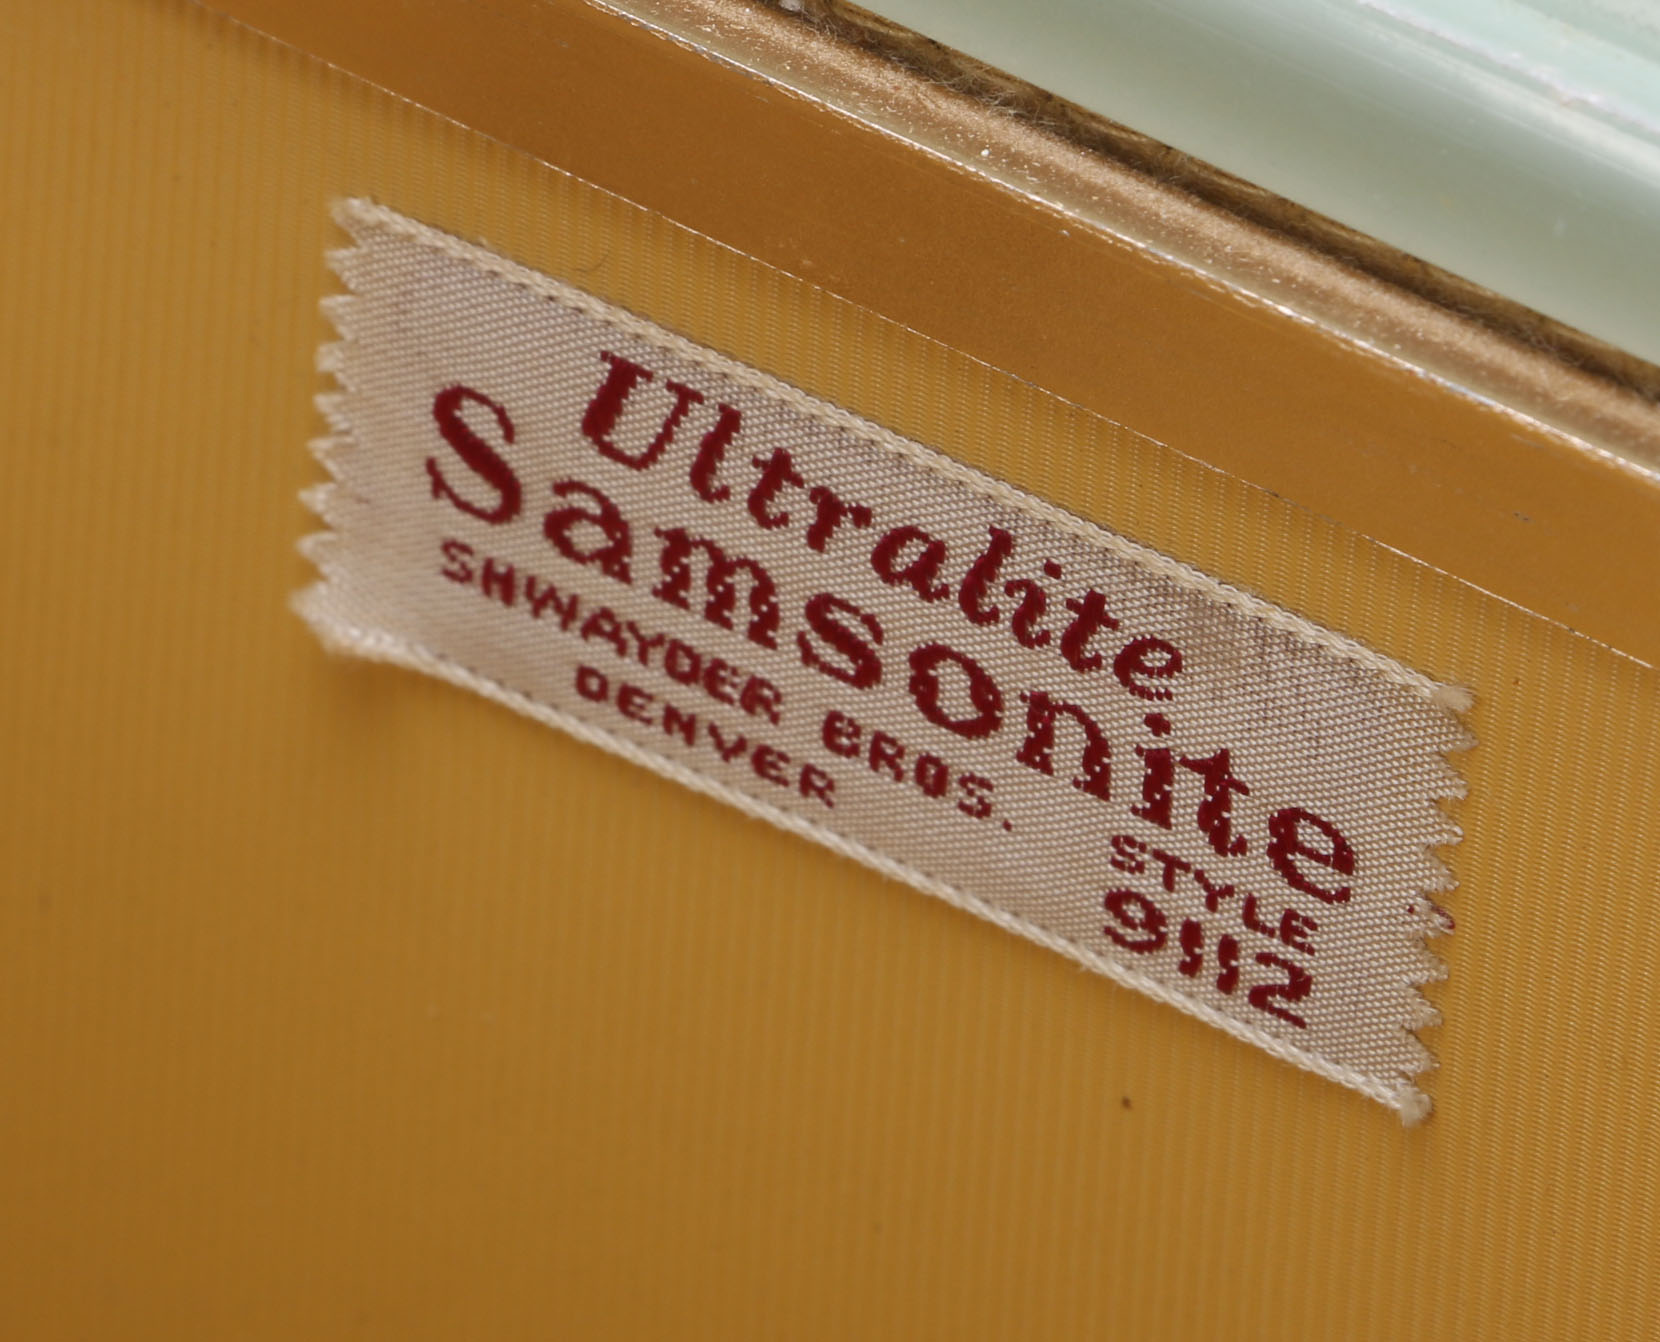 Ultralite
Samsonite
SHWAYDER BROS.
DENVER
STYLE
9112